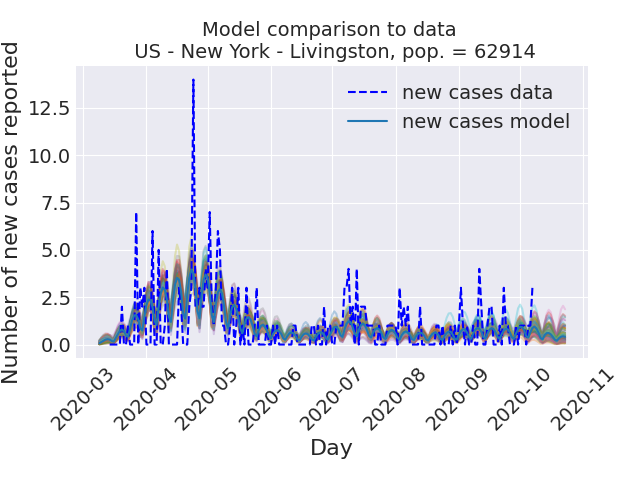 Model comparison to data
US - New York - Livingston, pop. = 62914
Number of new cases reported
12.5
10.0
7.5
5.0
2.5
0.0
new cases data
new cases model
2020-03
2020-04
2020-05
2020-06
2020-07
2020-08
2020-09
2020-10
2020-11
Day